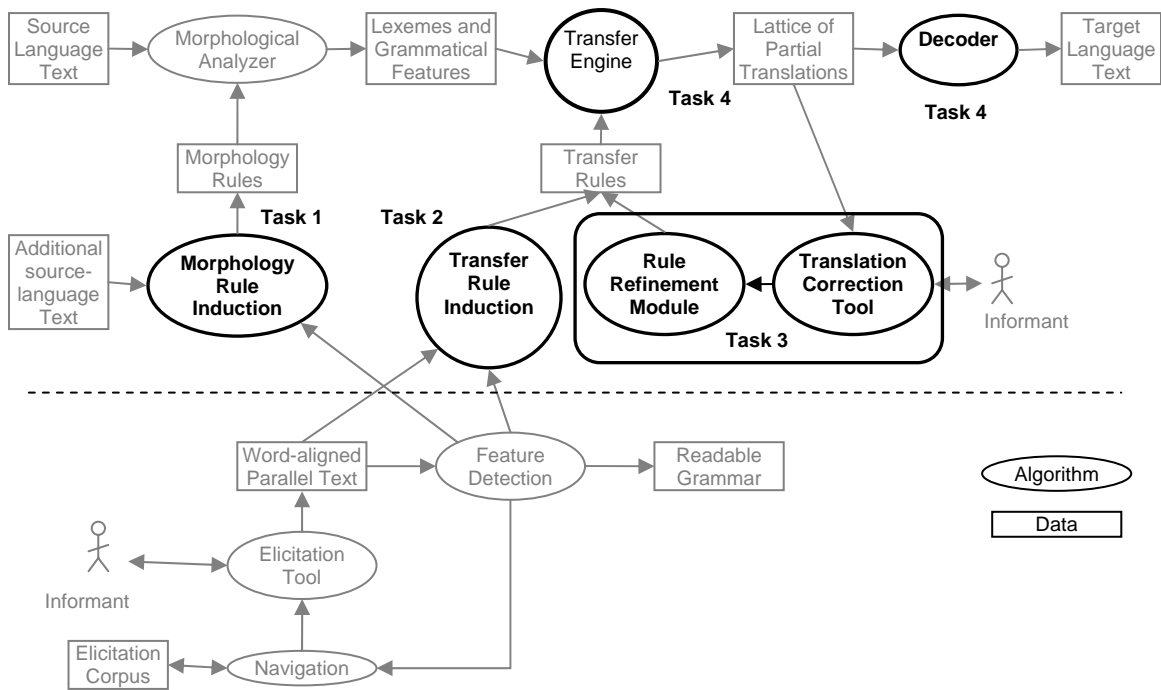 Source
Language
Text
Morphological
Analyzer
Lexemes and
Grammatical
Features
Transfer
Engine
Lattice of
Partial
Translations
Decoder
Target
Language
Text
Task 4
Task 4
Morphology
Rules
Transfer
Rules
Task 1
Task 2
Additional
source-
language
Text
Morphology
Rule
Induction
Transfer
Rule
Induction
Rule
Refinement
Module
Translation
Correction
Tool
Informant
Task 3
Word-aligned
Parallel Text
Feature
Detection
Readable
Grammar
Algorithm
Data
Elicitation
Tool
Informant
Elicitation
Corpus
Navigation